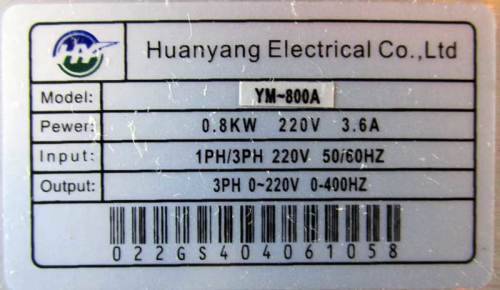 Huanyang Electrical Co.,Ltd
Model: YM~800A
Power: 0.8KW 220V 3.6A
Input: 1PH/3PH 220V 50/60HZ
Output: 3PH 0~220V 0-400HZ
022GS404061058